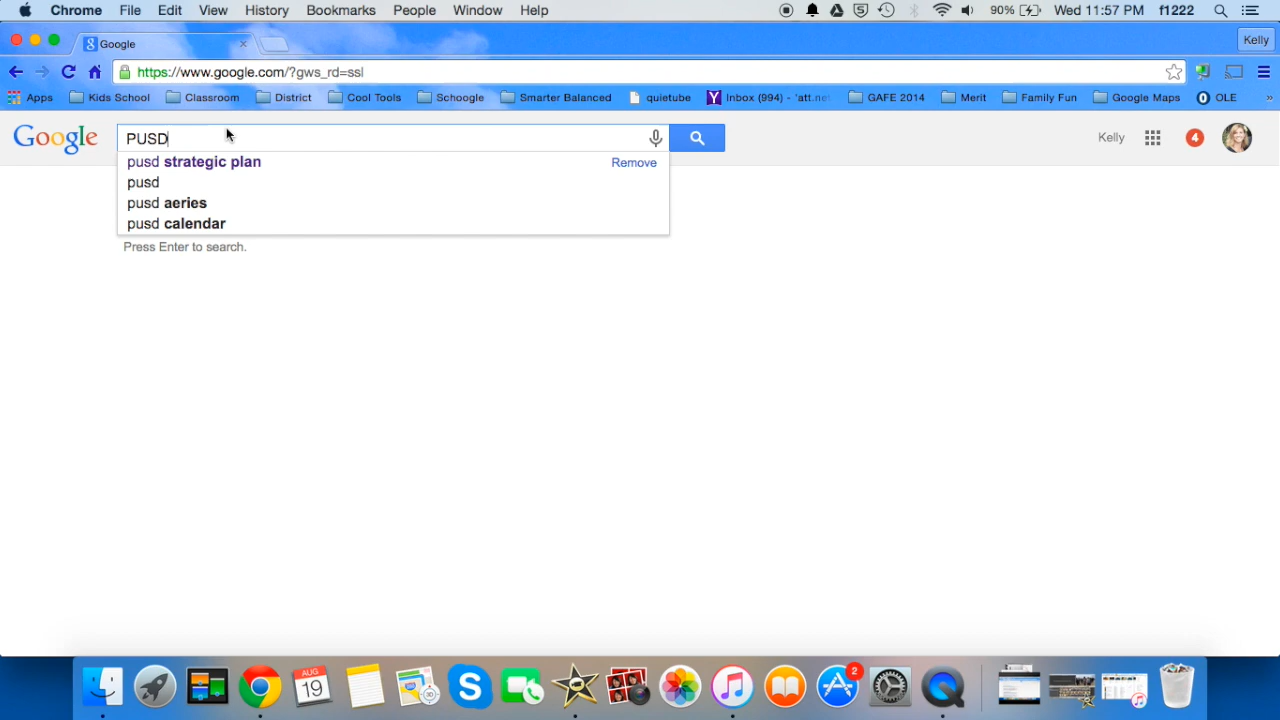 Chrome File Edit View History Bookmarks People Window Help 90% Wed 11:57 PM f1222
Google Kelly
https://www.google.com/?gws_rd=ssl
Apps Kids School Classroom District Cool Tools Schoogle Smarter Balanced quietube Inbox (994) - 'att.ne GAFE 2014 Merit Family Fun Google Maps OLE »
Google PUSD Kelly 4
pusd strategic plan Remove
pusd
pusd aeries
pusd calendar
Press Enter to search.
AUG 2
19